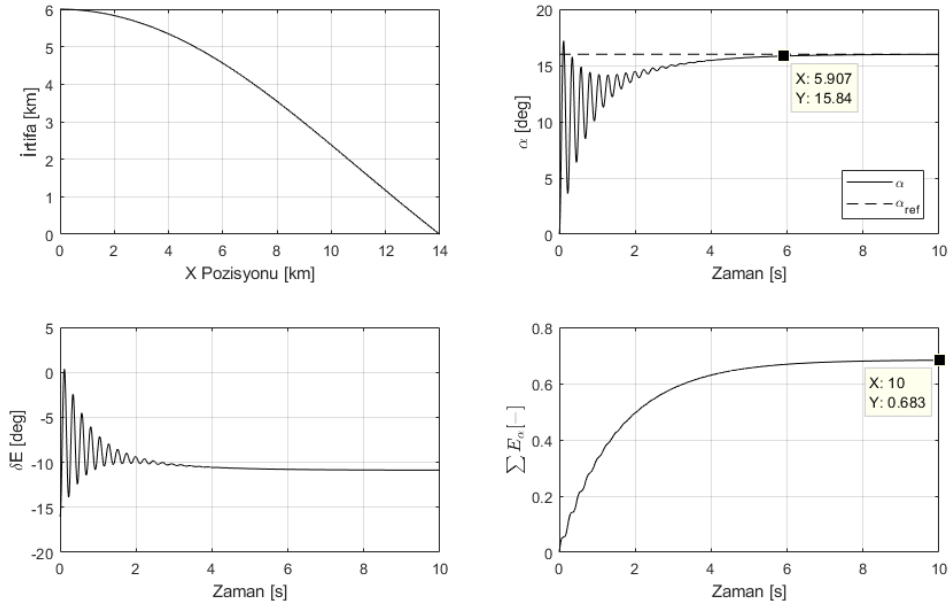 6
5
4
3
2
1
0
İrtifa [km]
0 2 4 6 8 10 12 14
X Pozisyonu [km]
20
15
10
5
0
α [deg]
X: 5.907
Y: 15.84
α
α_ref
0 2 4 6 8 10
Zaman [s]
5
0
-5
-10
-15
-20
δE [deg]
0 2 4 6 8 10
Zaman [s]
0.8
0.6
0.4
0.2
0
∑ E_α [−]
X: 10
Y: 0.683
0 2 4 6 8 10
Zaman [s]